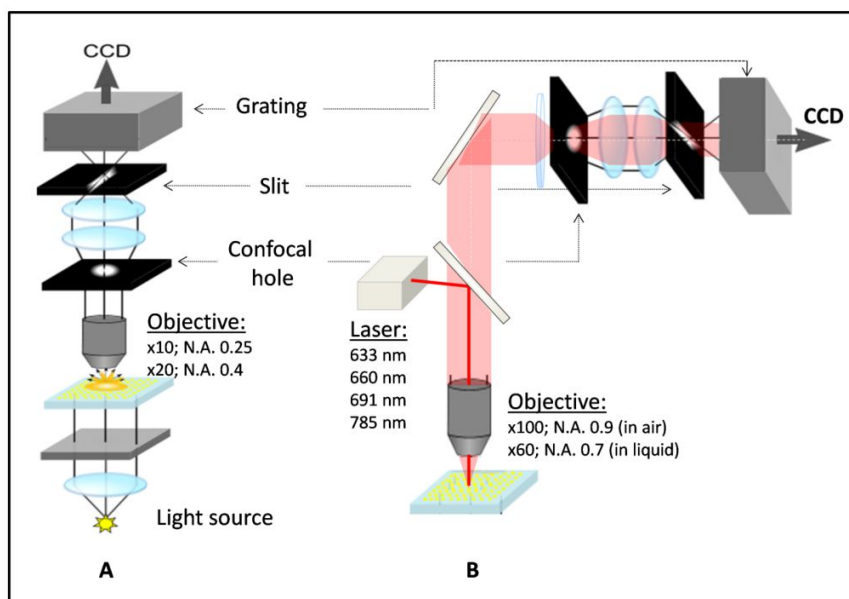 CCD
Grating
CCD
Slit
Confocal
hole
Objective:
x10; N.A. 0.25
x20; N.A. 0.4
Laser:
633 nm
660 nm
691 nm
785 nm
Objective:
x100; N.A. 0.9 (in air)
x60; N.A. 0.7 (in liquid)
Light source
A
B